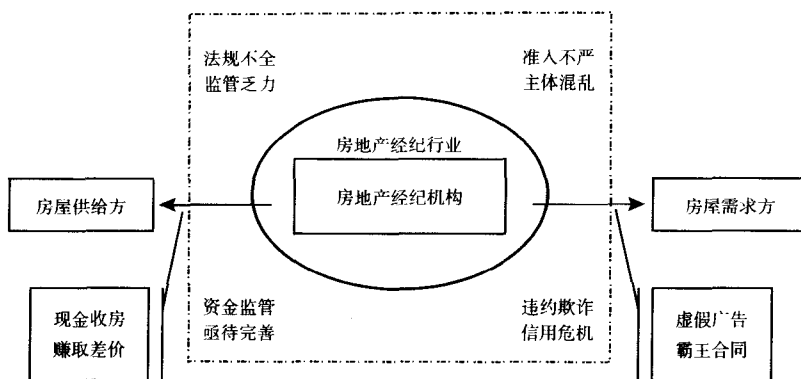 法规不全
监管乏力
准入不严
主体混乱
房地产经纪行业
房屋供给方
房地产经纪机构
房屋需求方
资金监管
亟待完善
违约欺诈
信用危机
现金收房
赚取差价
虚假广告
霸王合同